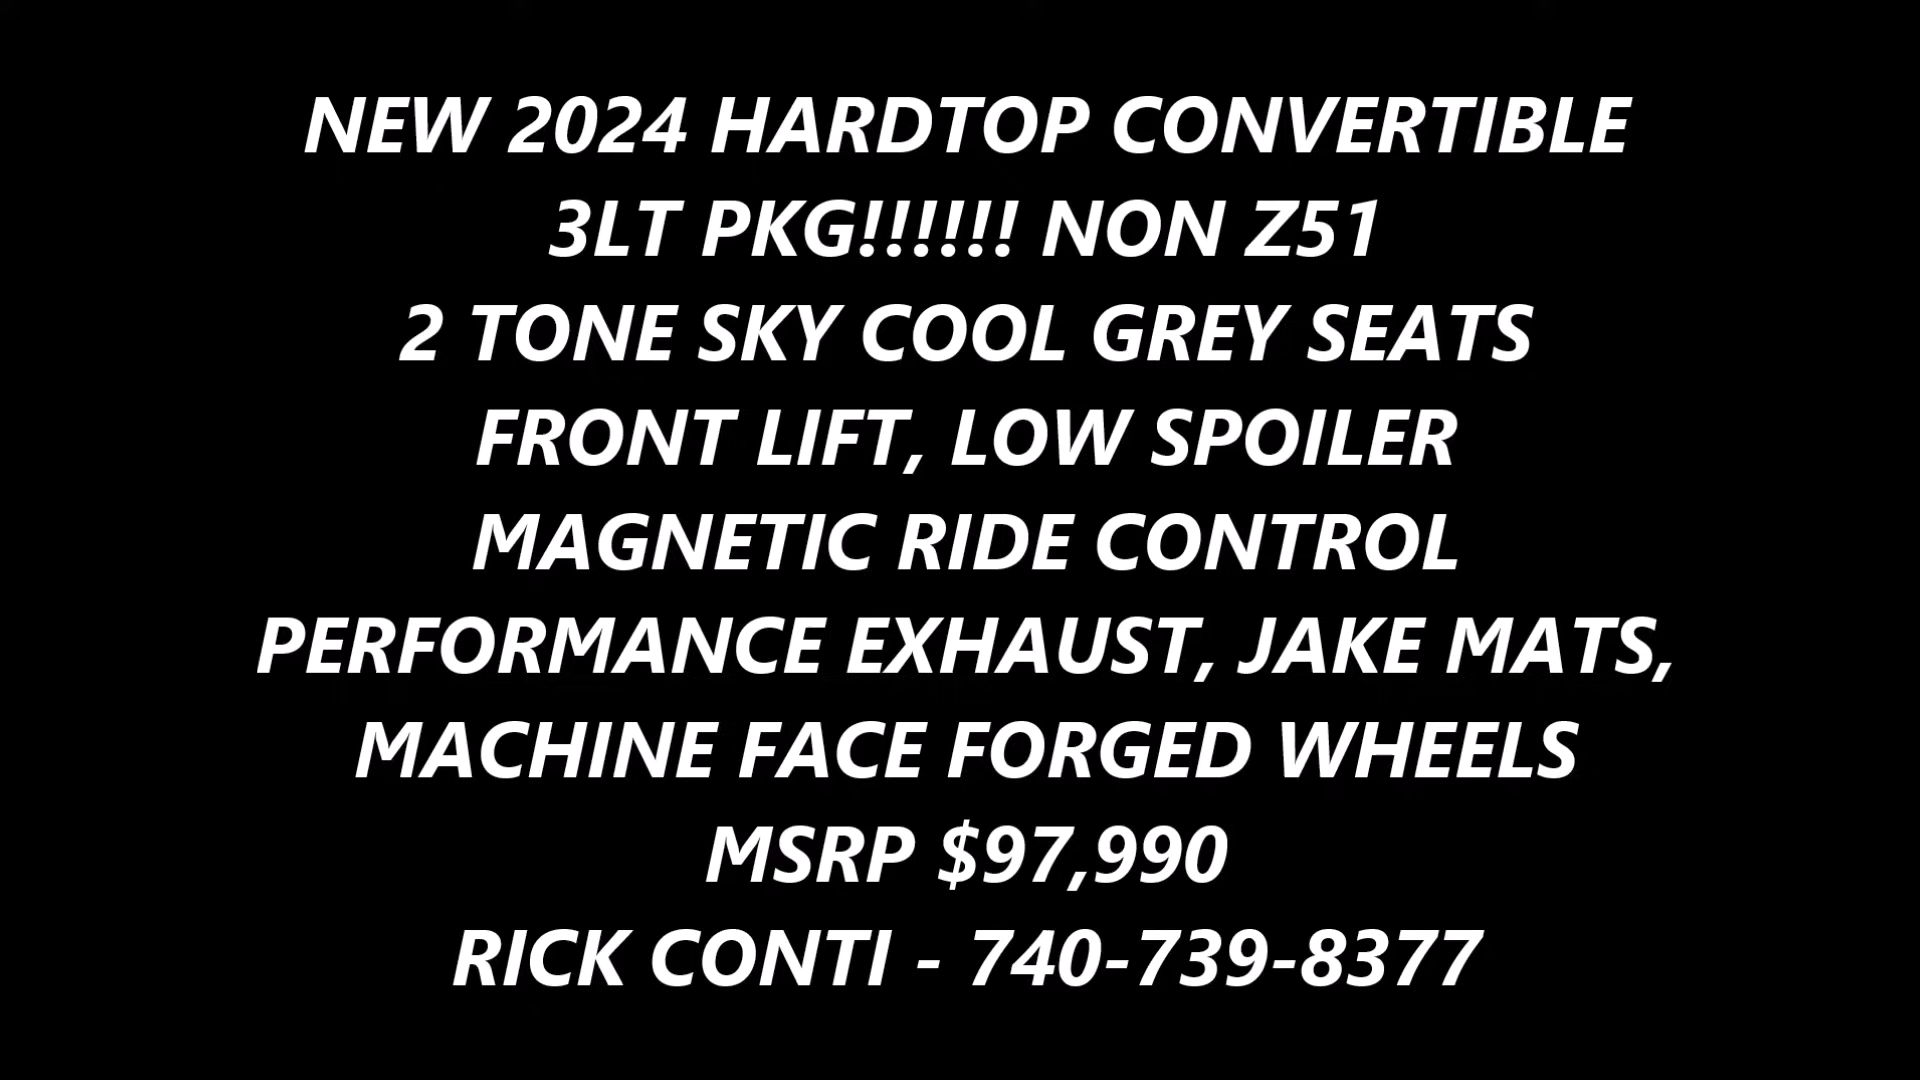 NEW 2024 HARDTOP CONVERTIBLE
3LT PKG!!!!!! NON Z51
2 TONE SKY COOL GREY SEATS
FRONT LIFT, LOW SPOILER
MAGNETIC RIDE CONTROL
PERFORMANCE EXHAUST, JAKE MATS,
MACHINE FACE FORGED WHEELS
MSRP $97,990
RICK CONTI - 740-739-8377